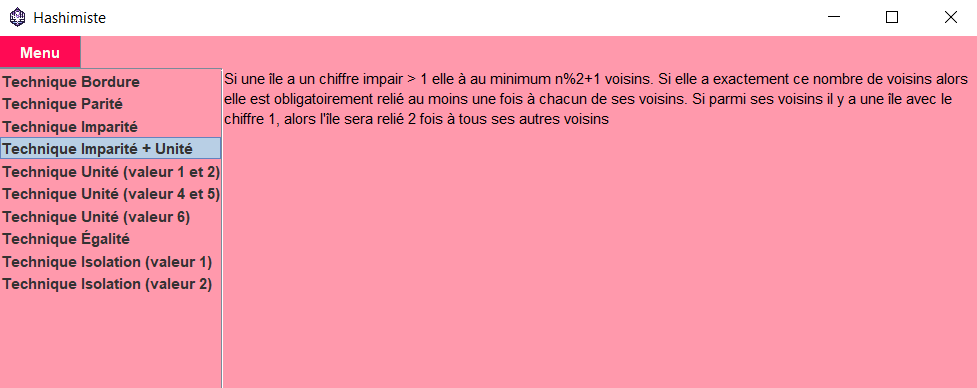 Hashimiste
Menu
Technique Bordure
Technique Parité
Technique Imparité
Technique Imparité + Unité
Technique Unité (valeur 1 et 2)
Technique Unité (valeur 4 et 5)
Technique Unité (valeur 6)
Technique Égalité
Technique Isolation (valeur 1)
Technique Isolation (valeur 2)
Si une île a un chiffre impair > 1 elle à au minimum n%2+1 voisins. Si elle a exactement ce nombre de voisins alors
elle est obligatoirement relié au moins une fois à chacun de ses voisins. Si parmi ses voisins il y a une île avec le
chiffre 1, alors l'île sera relié 2 fois à tous ses autres voisins